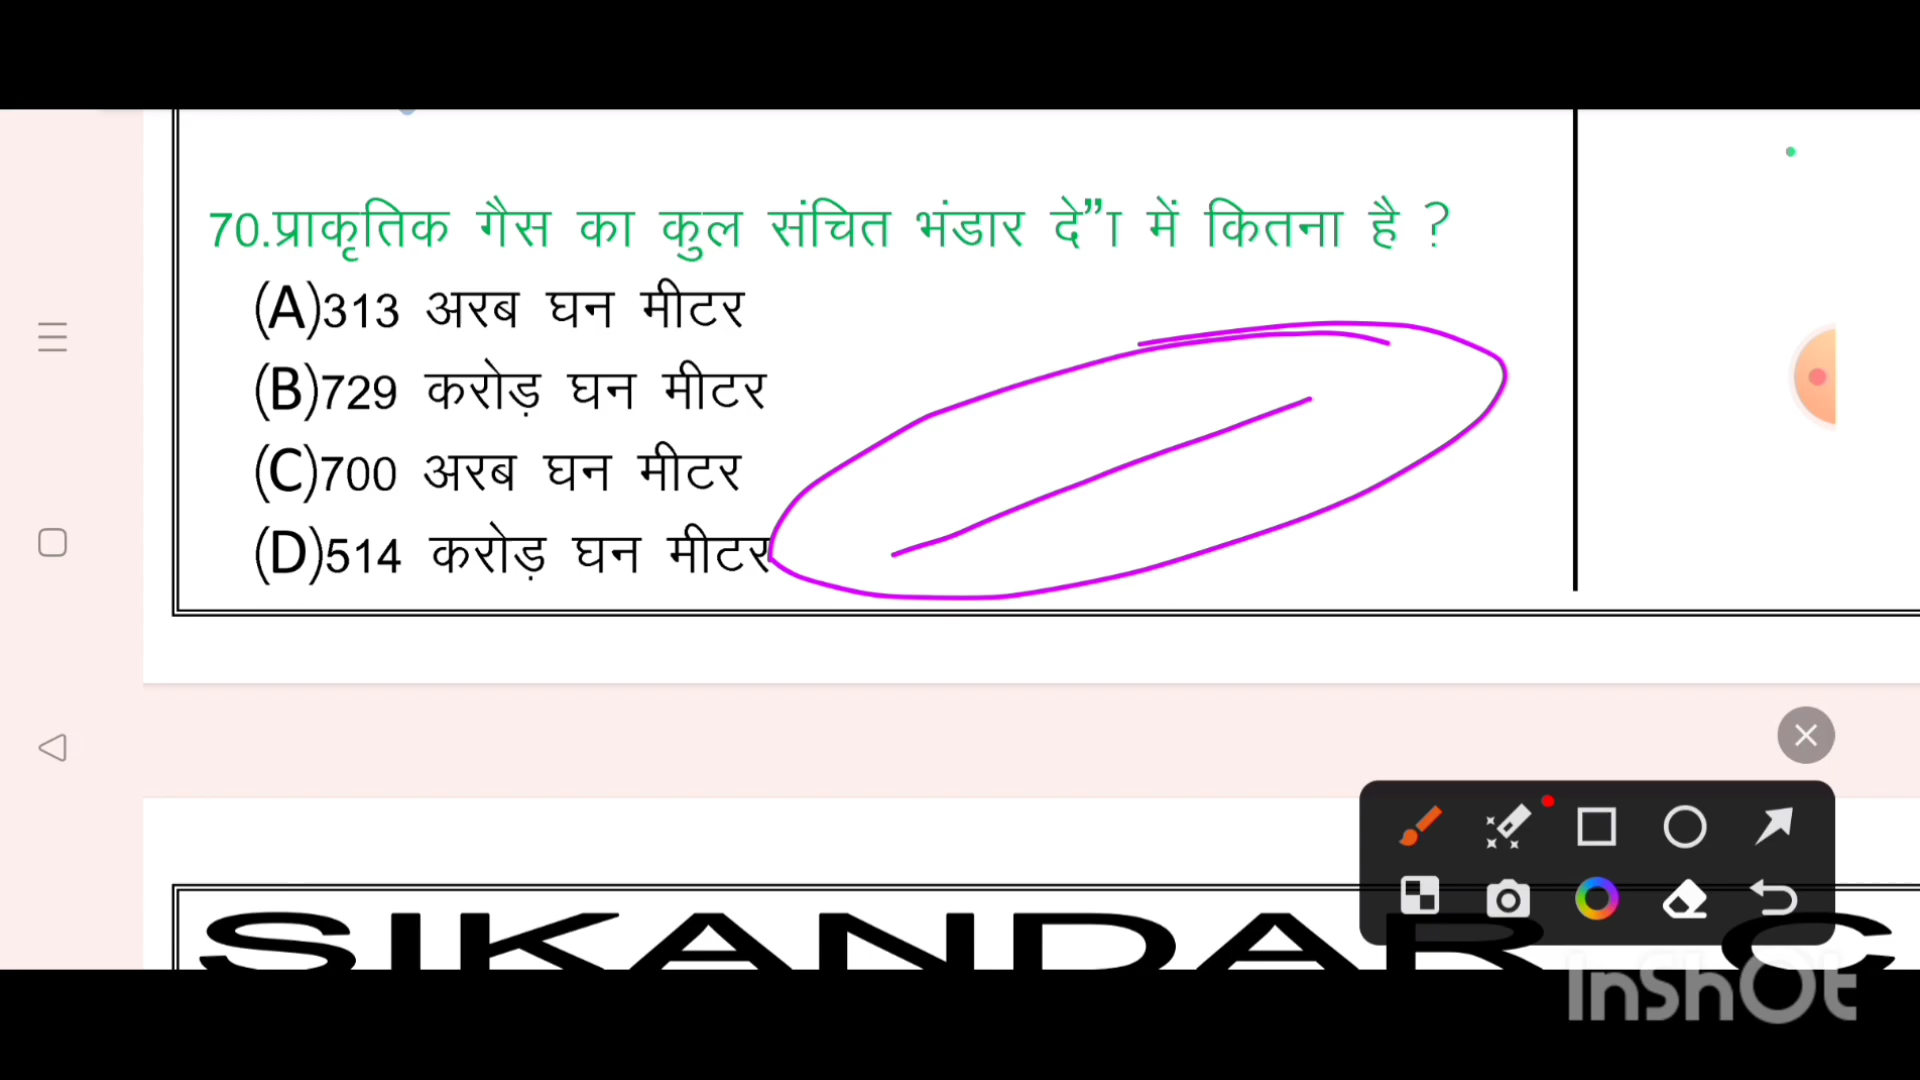 70.प्राकृतिक गैस का कुल संचित भंडार दे”ा में कितना है ?
(A)313 अरब घन मीटर
(B)729 करोड़ घन मीटर
(C)700 अरब घन मीटर
(D)514 करोड़ घन मीटर
SIKANDAR C
InShOt